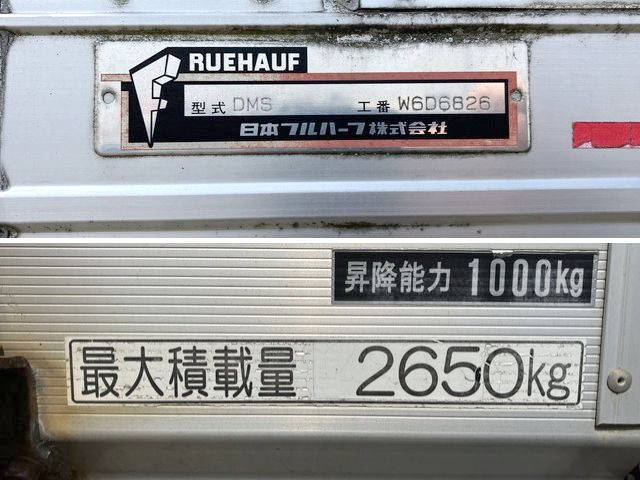 FRUEHAUF
型式 DMS 工番 W6D6826
日本フルハーフ株式会社
昇降能力 1000kg
最大積載量 2650kg